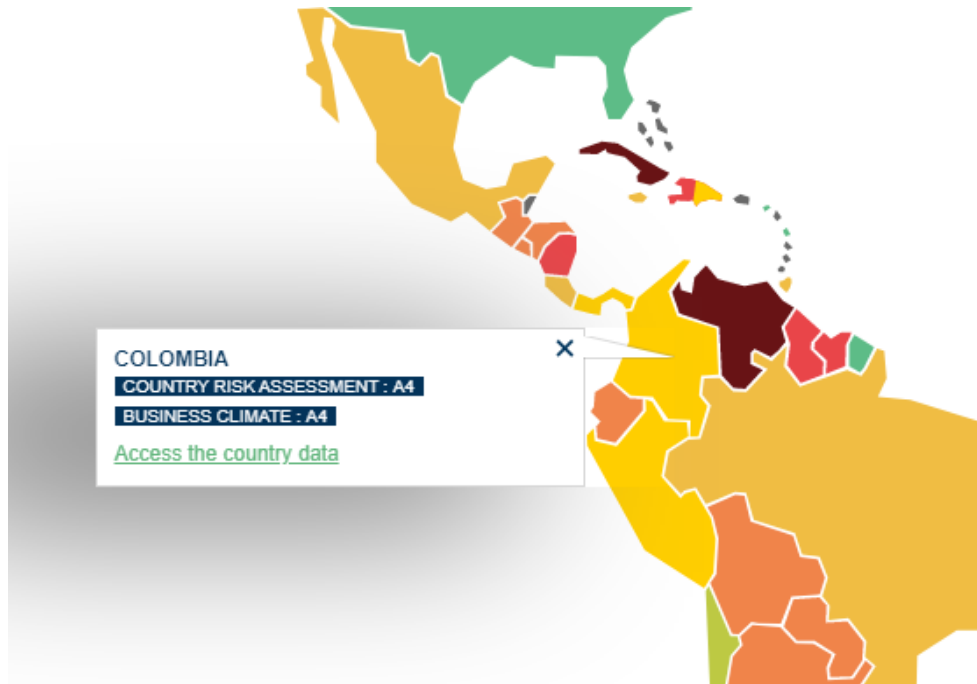 COLOMBIA
COUNTRY RISK ASSESSMENT : A4
BUSINESS CLIMATE : A4
Access the country data